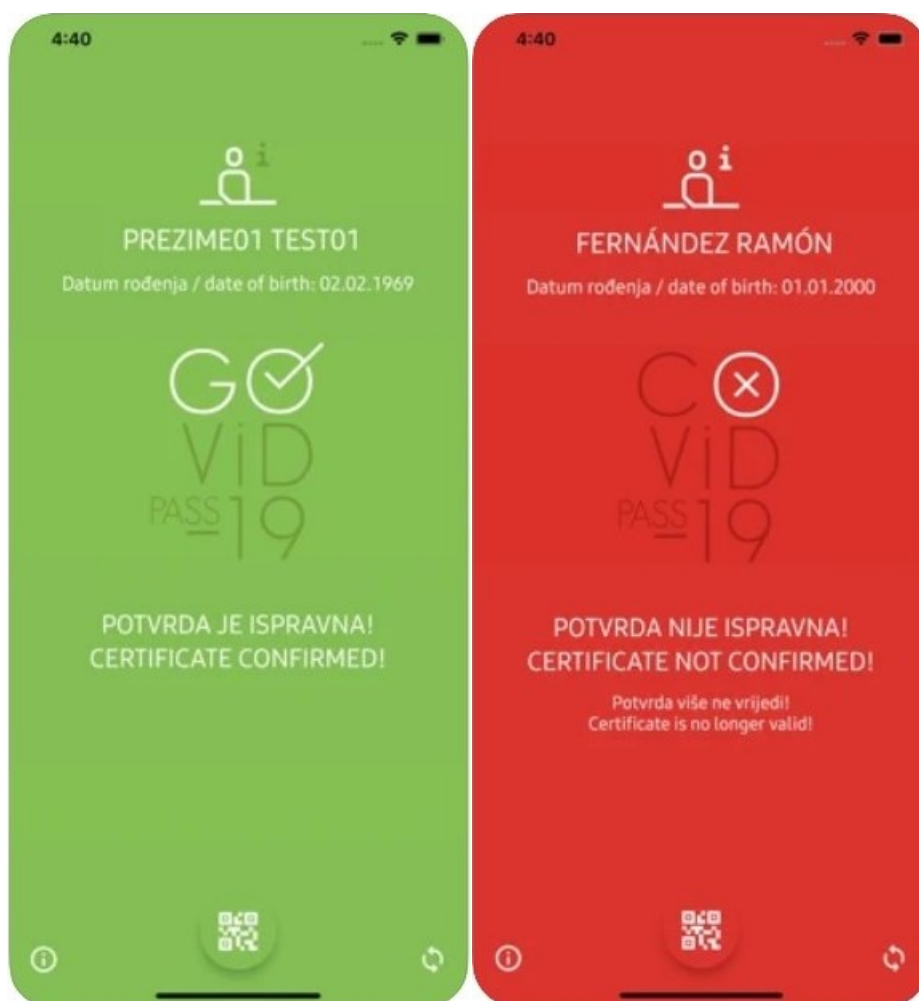 4:40
PREZIME01 TEST01
Datum rođenja / date of birth: 02.02.1969
GO
ViD
PASS 19
POTVRDA JE ISPRAVNA!
CERTIFICATE CONFIRMED!
4:40
FERNÁNDEZ RAMÓN
Datum rođenja / date of birth: 01.01.2000
CO
ViD
PASS 19
POTVRDA NIJE ISPRAVNA!
CERTIFICATE NOT CONFIRMED!
Potvrda više ne vrijedi!
Certificate is no longer valid!